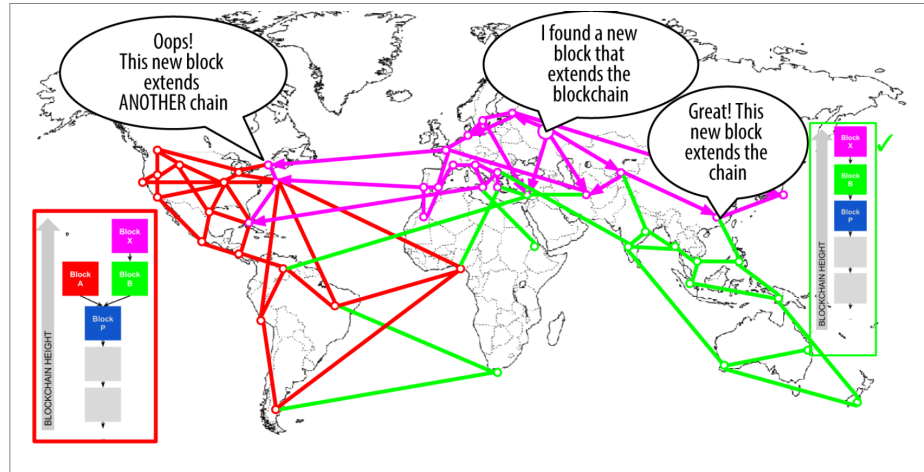 Oops!
This new block
extends
ANOTHER chain
I found a new
block that
extends the
blockchain
Great! This
new block
extends the
chain
BLOCKCHAIN HEIGHT
Block
X
Block
A
Block
B
Block
P
BLOCKCHAIN HEIGHT
Block
X
Block
B
Block
P